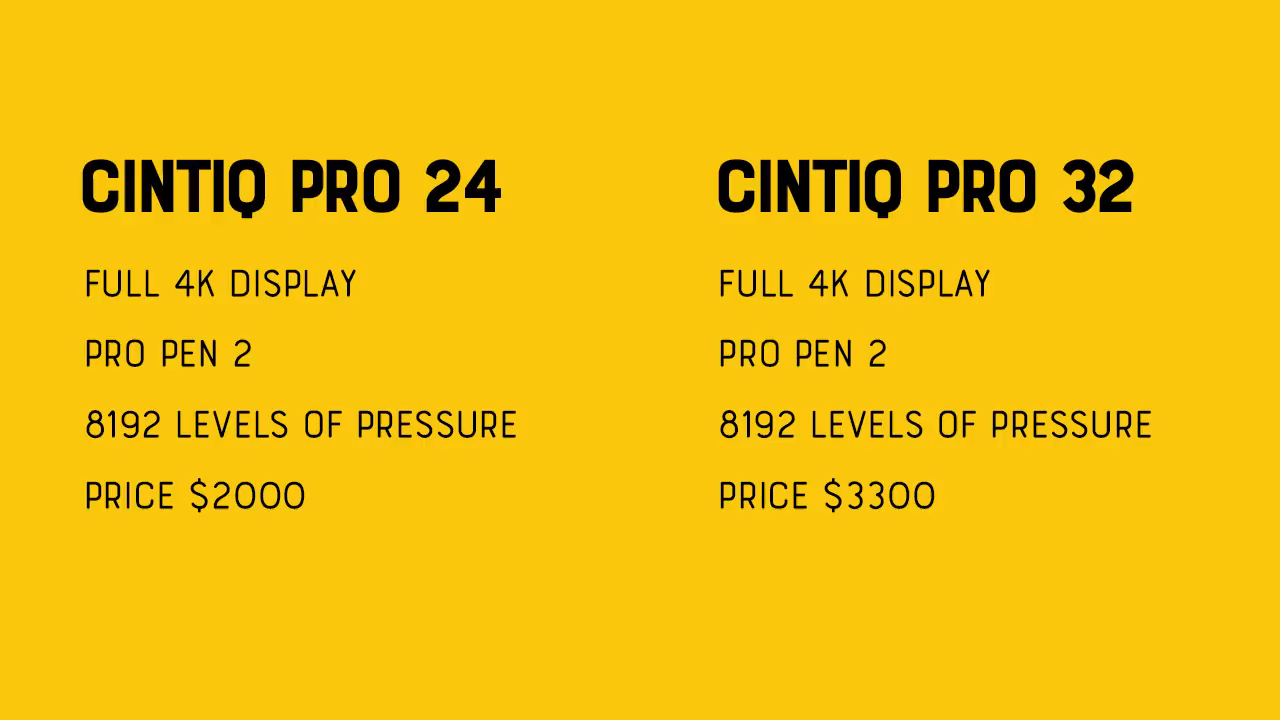 CINTIQ PRO 24
FULL 4K DISPLAY
PRO PEN 2
8192 LEVELS OF PRESSURE
PRICE $2000
CINTIQ PRO 32
FULL 4K DISPLAY
PRO PEN 2
8192 LEVELS OF PRESSURE
PRICE $3300